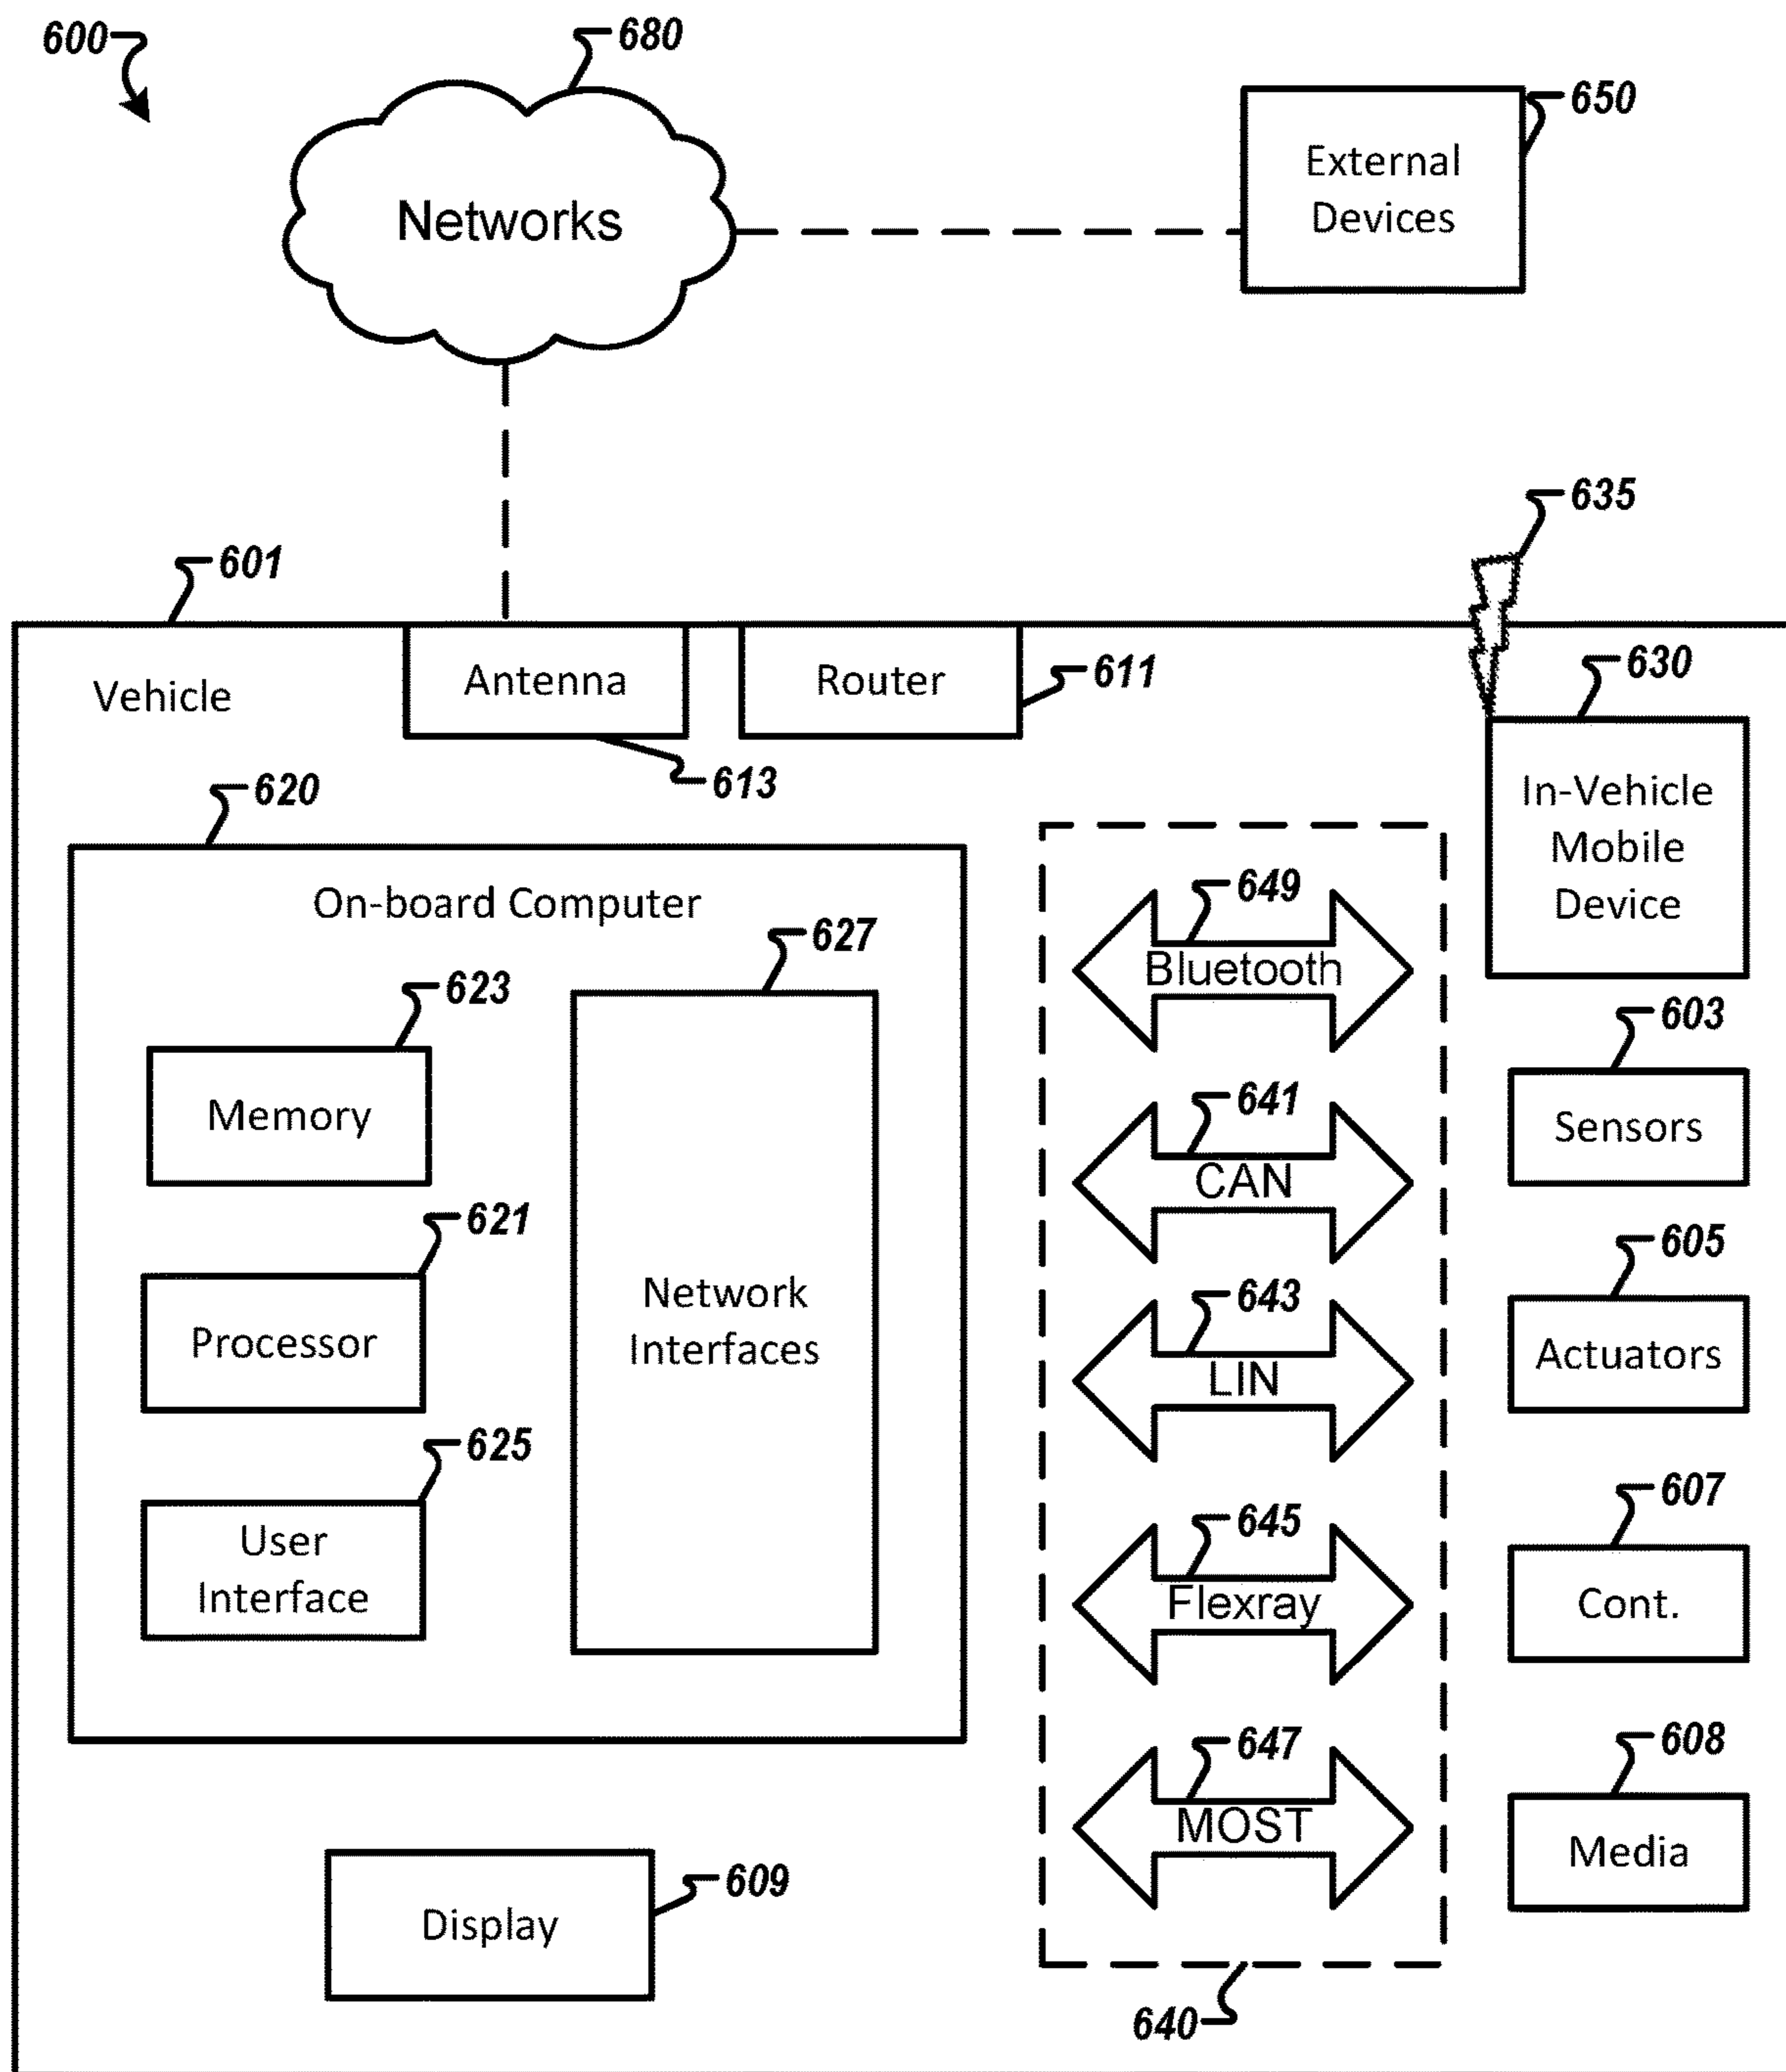 600
680
650
External
Devices
Networks
635
601
630
Vehicle
Antenna
Router
611
613
In-Vehicle
Mobile
Device
620
On-board Computer
627
649
Bluetooth
623
Memory
603
Sensors
641
CAN
621
Processor
Network
Interfaces
605
Actuators
643
LIN
625
User
Interface
645
Flexray
607
Cont.
647
MOST
608
Media
609
Display
640